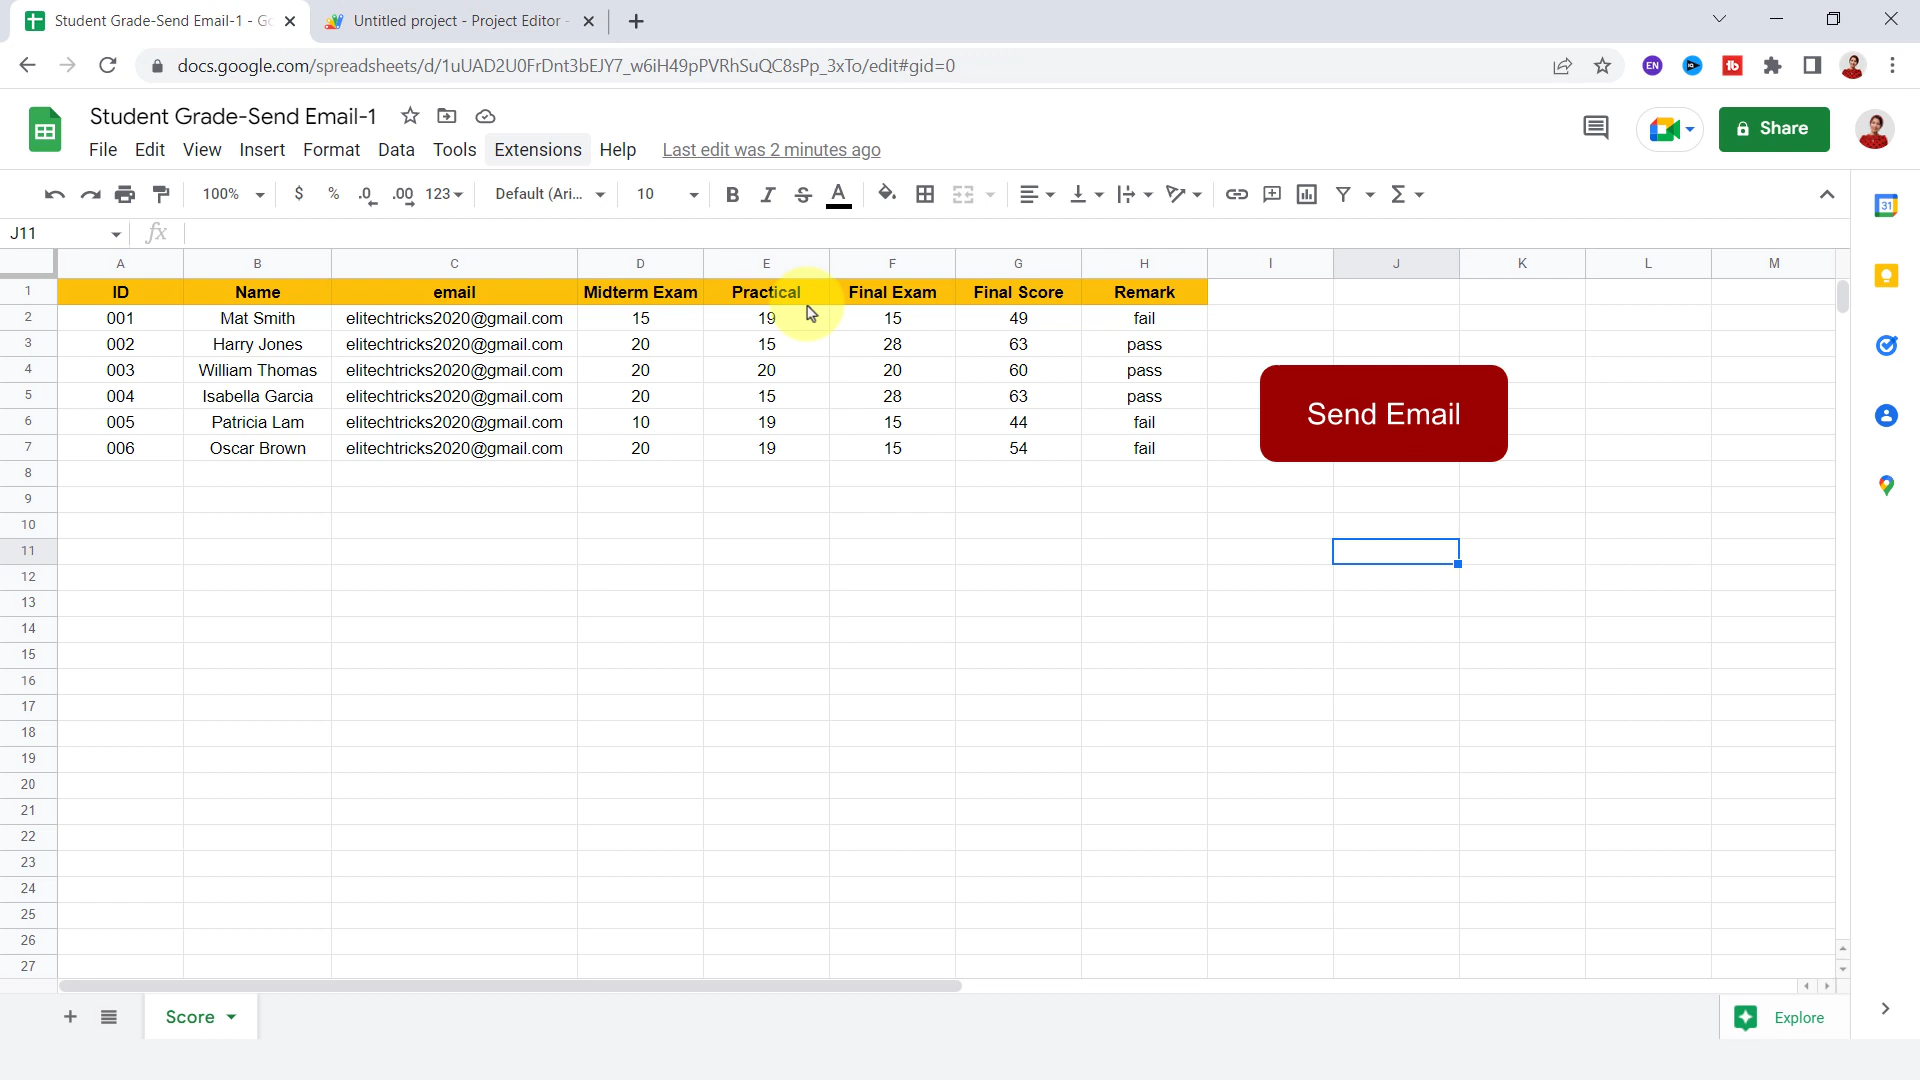 Student Grade-Send Email-1 - Go
Untitled project - Project Editor -
docs.google.com/spreadsheets/d/1uUAD2U0FrDnt3bEJY7_w6iH49pPVRhSuQC8sPp_3xTo/edit#gid=0
EN
Student Grade-Send Email-1
File Edit View Insert Format Data Tools Extensions Help Last edit was 2 minutes ago
Share
100% $ % .0 .00 123 Default (Ari... 10 B I S A
31
J11 fx
A B C D E F G H I J K L M
1 ID Name email Midterm Exam Practical Final Exam Final Score Remark
2 001 Mat Smith elitechtricks2020@gmail.com 15 19 15 49 fail
3 002 Harry Jones elitechtricks2020@gmail.com 20 15 28 63 pass
4 003 William Thomas elitechtricks2020@gmail.com 20 20 20 60 pass
5 004 Isabella Garcia elitechtricks2020@gmail.com 20 15 28 63 pass
Send Email
6 005 Patricia Lam elitechtricks2020@gmail.com 10 19 15 44 fail
7 006 Oscar Brown elitechtricks2020@gmail.com 20 19 15 54 fail
8
9
10
11
12
13
14
15
16
17
18
19
20
21
22
23
24
25
26
27
Score
Explore